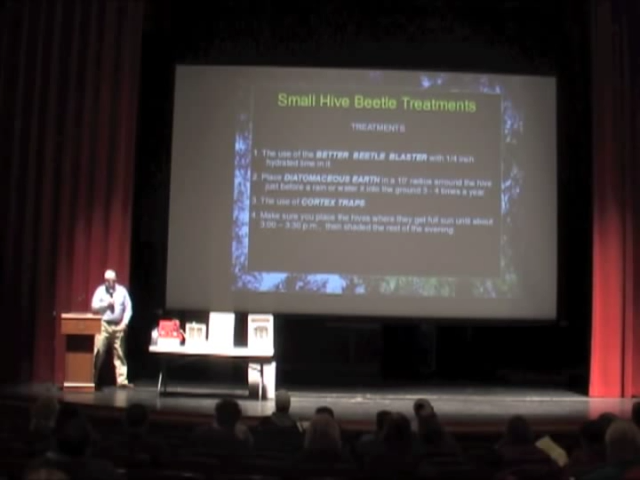 Small Hive Beetle Treatments
TREATMENTS
1. The use of the BETTER BEETLE BLASTER with 1/4 inch
hydrated lime in it
2. Place DIATOMACEOUS EARTH in a 10' radius around the hive
just before a rain or water it into the ground 3 - 4 times a year
3. The use of CORTEX TRAPS
4. Make sure you place the hives where they get full sun until about
3:00 – 3:30 p.m., then shaded the rest of the evening